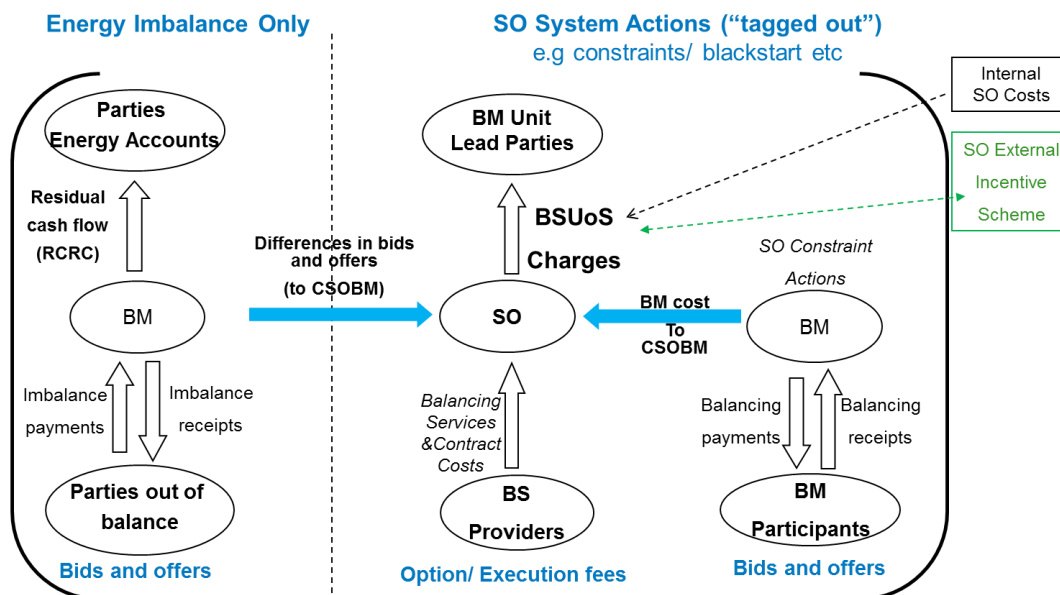 Energy Imbalance Only
SO System Actions (“tagged out”)
e.g constraints/ blackstart etc
Internal
SO Costs
Parties
Energy Accounts
BM Unit
Lead Parties
SO External
Incentive
Scheme
Residual
cash flow
(RCRC)
Differences in bids
and offers
(to CSOBM)
BSUoS
Charges
SO Constraint
Actions
BM
SO
BM cost
To
CSOBM
BM
Imbalance
payments
Imbalance
receipts
Balancing
Services
&Contract
Costs
Balancing
payments
Balancing
receipts
Parties out of
balance
BS
Providers
BM
Participants
Bids and offers
Option/ Execution fees
Bids and offers